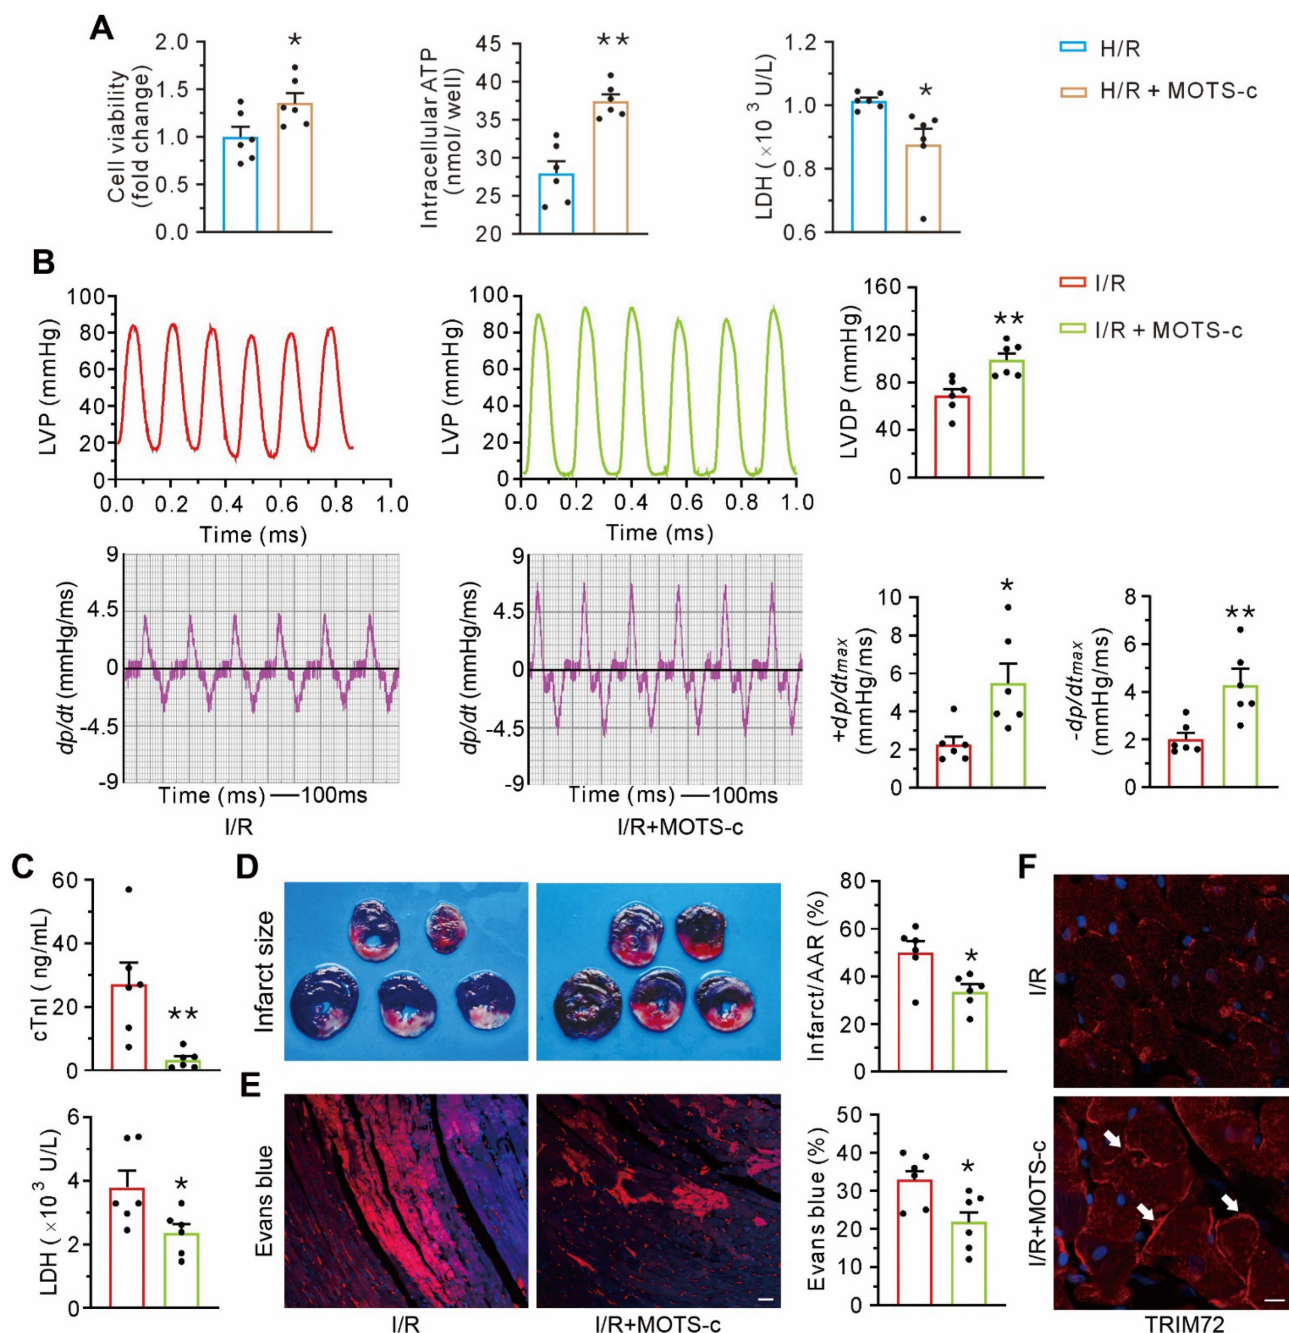 A
Cell viability
(fold change)
2.0
1.5
1.0
0.5
0.0
*
Intracellular ATP
(nmol/ well)
45
40
35
30
25
20
**
LDH ( ×10 ³ U/L)
1.2
1.0
0.8
0.6
*
H/R
H/R + MOTS-c
B
LVP (mmHg)
100
80
60
40
20
0
0.0 0.2 0.4 0.6 0.8 1.0
Time (ms)
LVP (mmHg)
100
80
60
40
20
0
0.0 0.2 0.4 0.6 0.8 1.0
Time (ms)
LVDP (mmHg)
160
120
80
40
0
**
I/R
I/R + MOTS-c
dp/dt (mmHg/ms)
9
4.5
0
-4.5
-9
Time (ms) —100ms
I/R
dp/dt (mmHg/ms)
9
4.5
0
-4.5
-9
Time (ms) —100ms
I/R+MOTS-c
+dp/dtmax
(mmHg/ms)
10
8
6
4
2
0
*
-dp/dtmax
(mmHg/ms)
8
6
4
2
0
**
C
cTnI ( ng/mL)
60
40
20
0
**
LDH ( ×10³ U/L)
6
4
2
0
*
D
Infarct size
Infarct/AAR (%)
80
60
40
20
0
*
E
Evans blue
I/R
I/R+MOTS-c
Evans blue (%)
50
40
30
20
10
0
*
F
I/R
I/R+MOTS-c
TRIM72